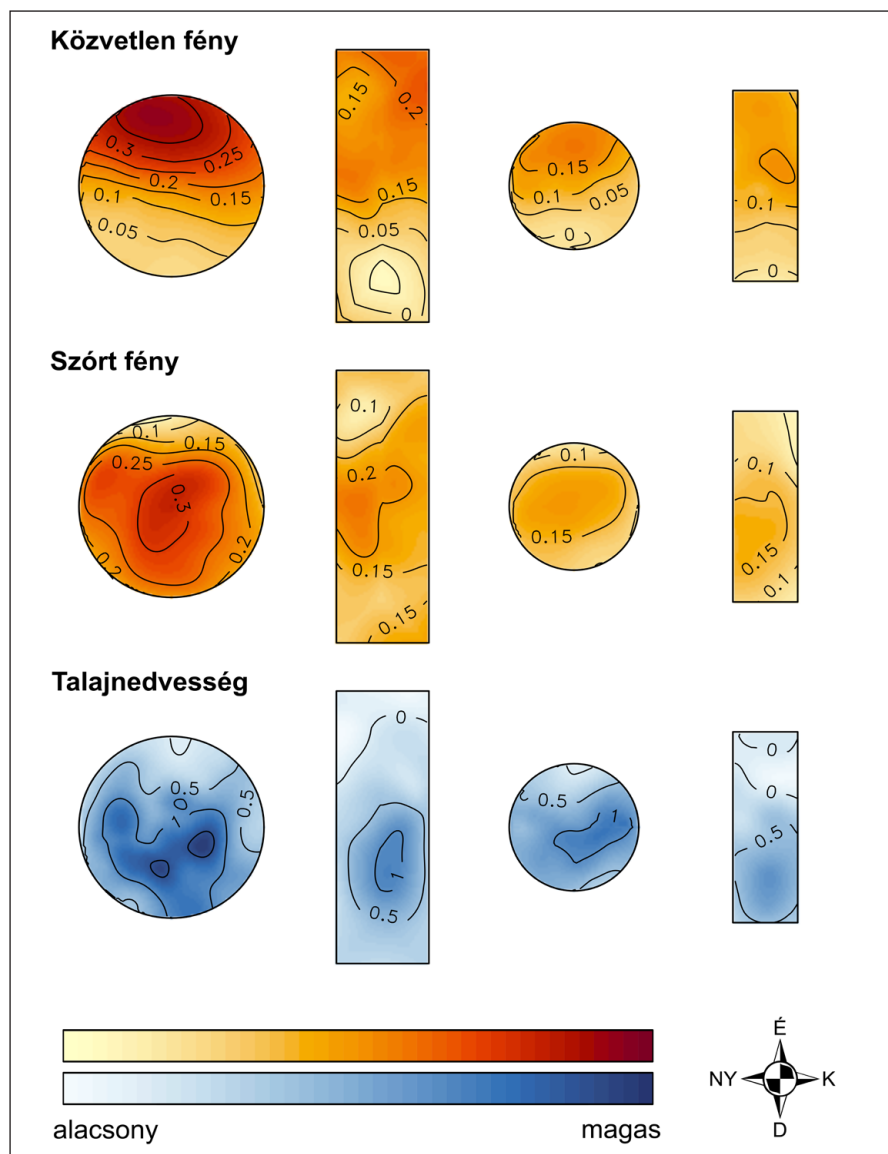 Közvetlen fény
0.3 0.25 0.2 0.15 0.1 0.05
0.15 0.2 0.15 0.05 0
0.15 0.1 0.05 0
0.1 0
Szórt fény
0.1 0.15 0.25 0.3 0.2 0.2
0.1 0.2 0.15 0.15
0.1 0.15
0.1 0.15 0.1
Talajnedvesség
0.5 0.5 1
0 1 0.5
0.5 1
0 0 0.5
É
NY K
D
alacsony magas